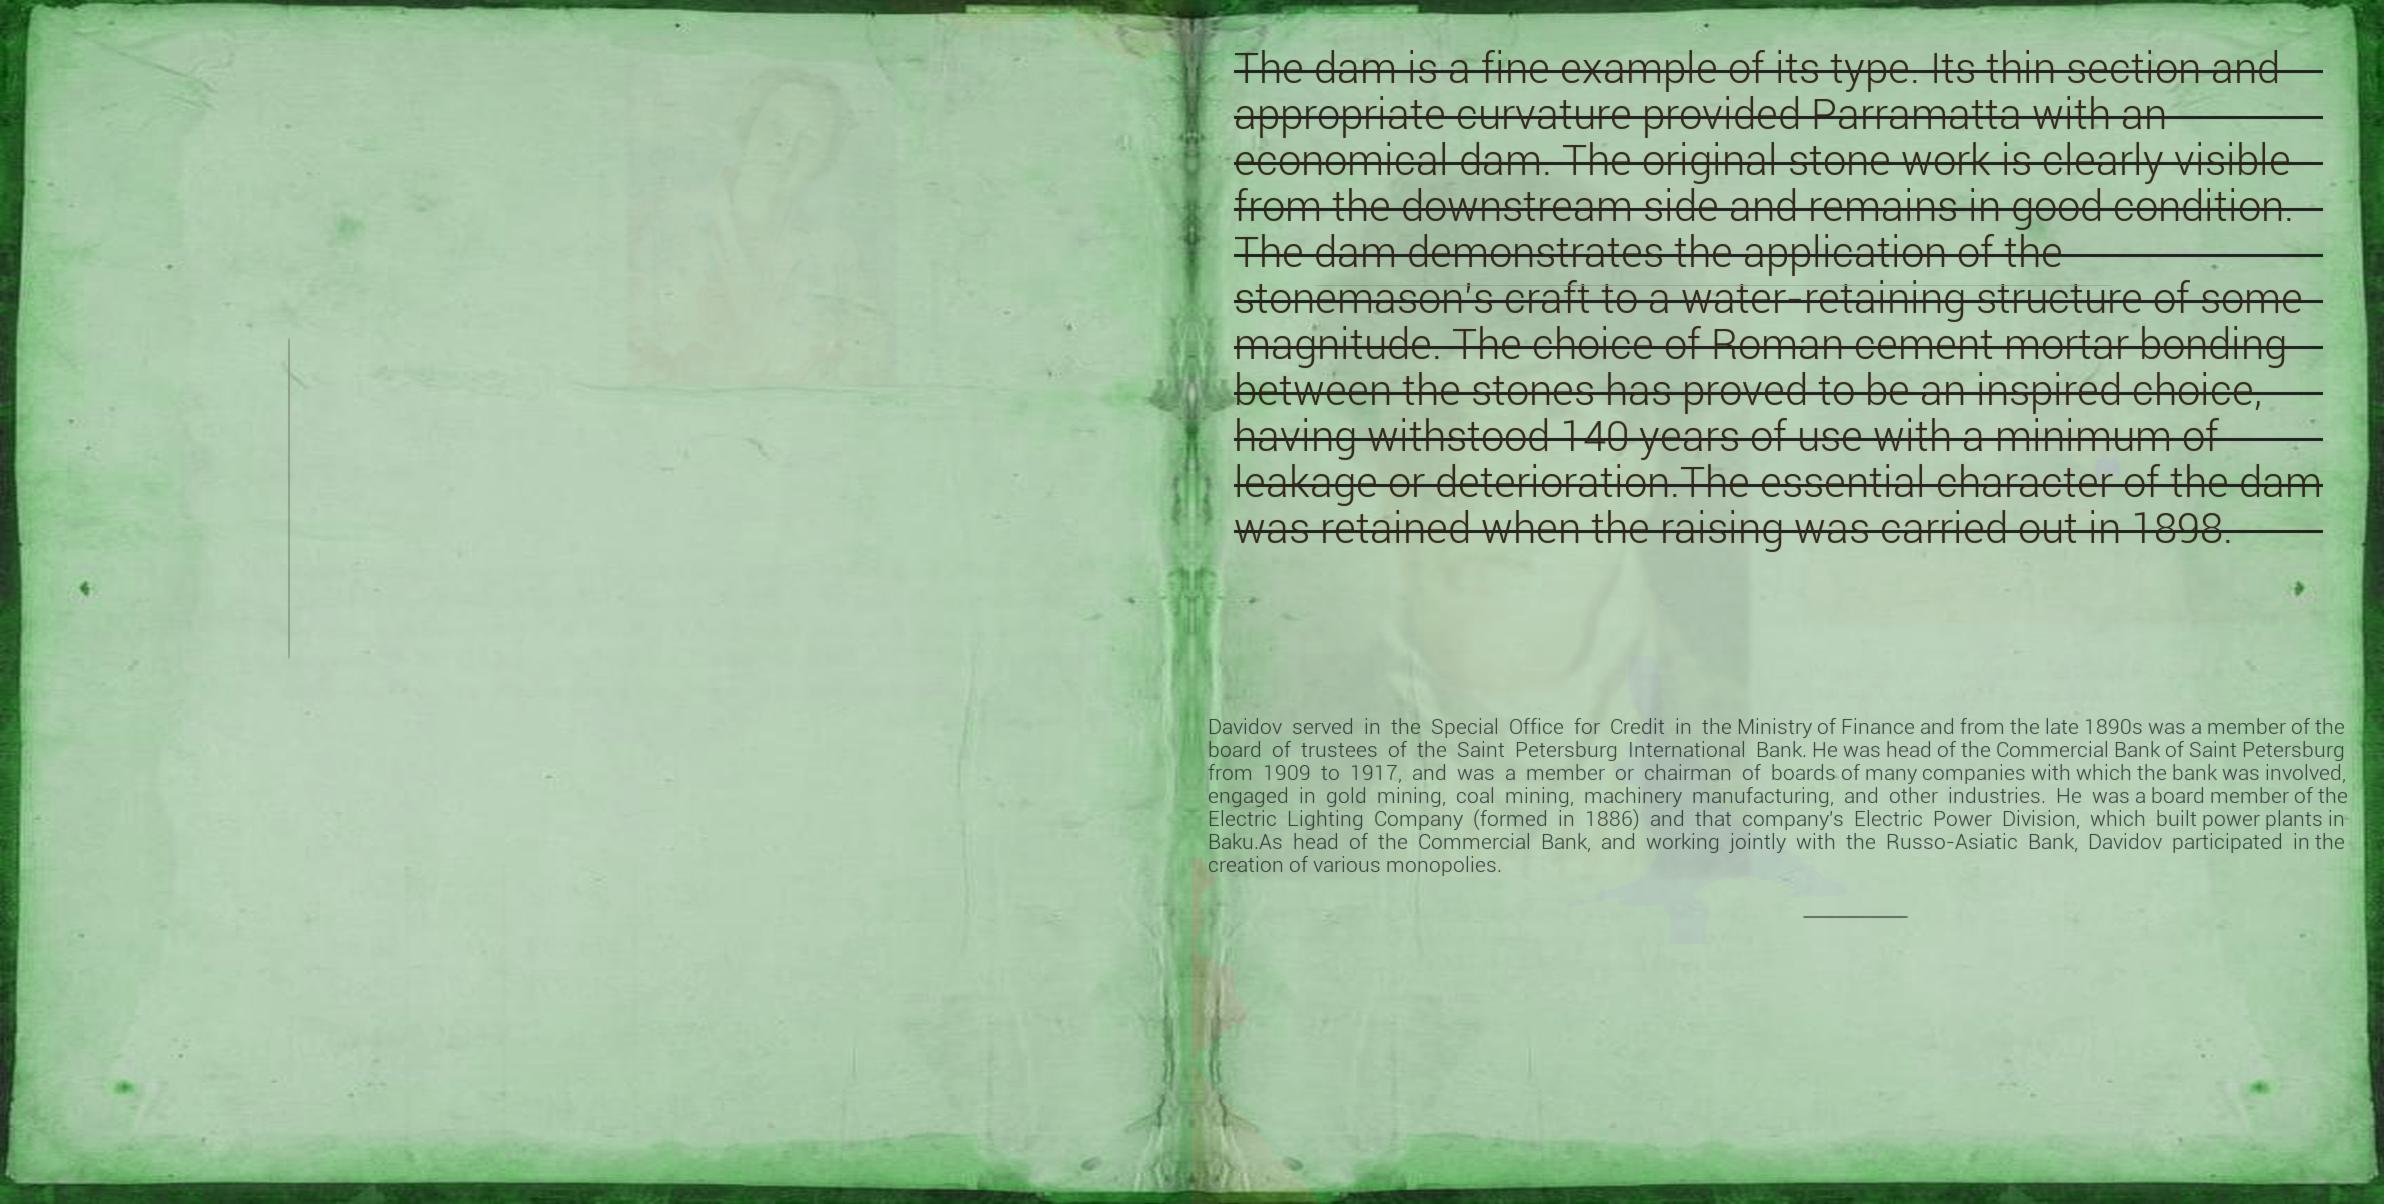 The dam is a fine example of its type. Its thin section and
appropriate curvature provided Parramatta with an
economical dam. The original stone work is clearly visible
from the downstream side and remains in good condition.
The dam demonstrates the application of the
stonemason's craft to a water-retaining structure of some
magnitude. The choice of Roman cement mortar bonding
between the stones has proved to be an inspired choice,
having withstood 140 years of use with a minimum of
leakage or deterioration.The essential character of the dam
was retained when the raising was carried out in 1898.
Davidov served in the Special Office for Credit in the Ministry of Finance and from the late 1890s was a member of the
board of trustees of the Saint Petersburg International Bank. He was head of the Commercial Bank of Saint Petersburg
from 1909 to 1917, and was a member or chairman of boards of many companies with which the bank was involved,
engaged in gold mining, coal mining, machinery manufacturing, and other industries. He was a board member of the
Electric Lighting Company (formed in 1886) and that company's Electric Power Division, which built power plants in
Baku.As head of the Commercial Bank, and working jointly with the Russo-Asiatic Bank, Davidov participated in the
creation of various monopolies.